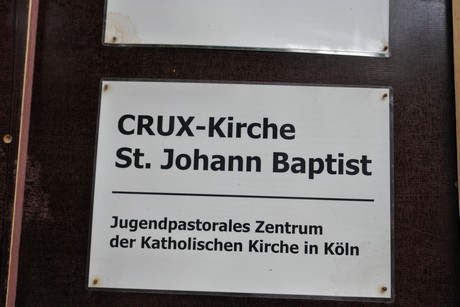 CRUX-Kirche
St. Johann Baptist
Jugendpastorales Zentrum
der Katholischen Kirche in Köln